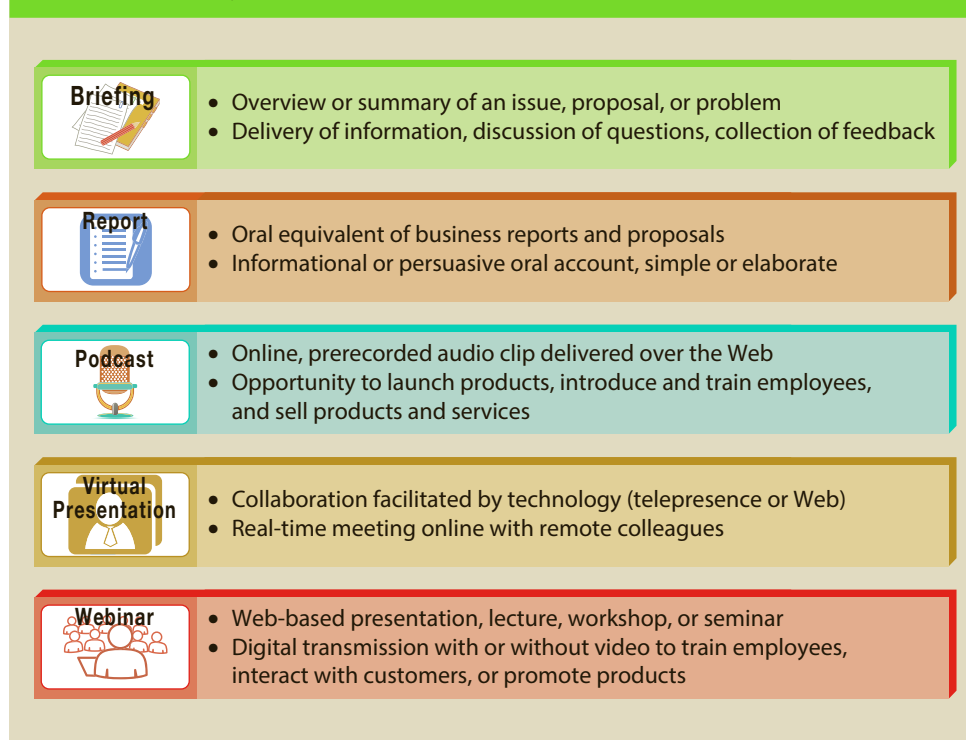 Briefing
• Overview or summary of an issue, proposal, or problem
• Delivery of information, discussion of questions, collection of feedback
Report
• Oral equivalent of business reports and proposals
• Informational or persuasive oral account, simple or elaborate
Podcast
• Online, prerecorded audio clip delivered over the Web
• Opportunity to launch products, introduce and train employees,
and sell products and services
Virtual
Presentation
• Collaboration facilitated by technology (telepresence or Web)
• Real-time meeting online with remote colleagues
Webinar
• Web-based presentation, lecture, workshop, or seminar
• Digital transmission with or without video to train employees,
interact with customers, or promote products